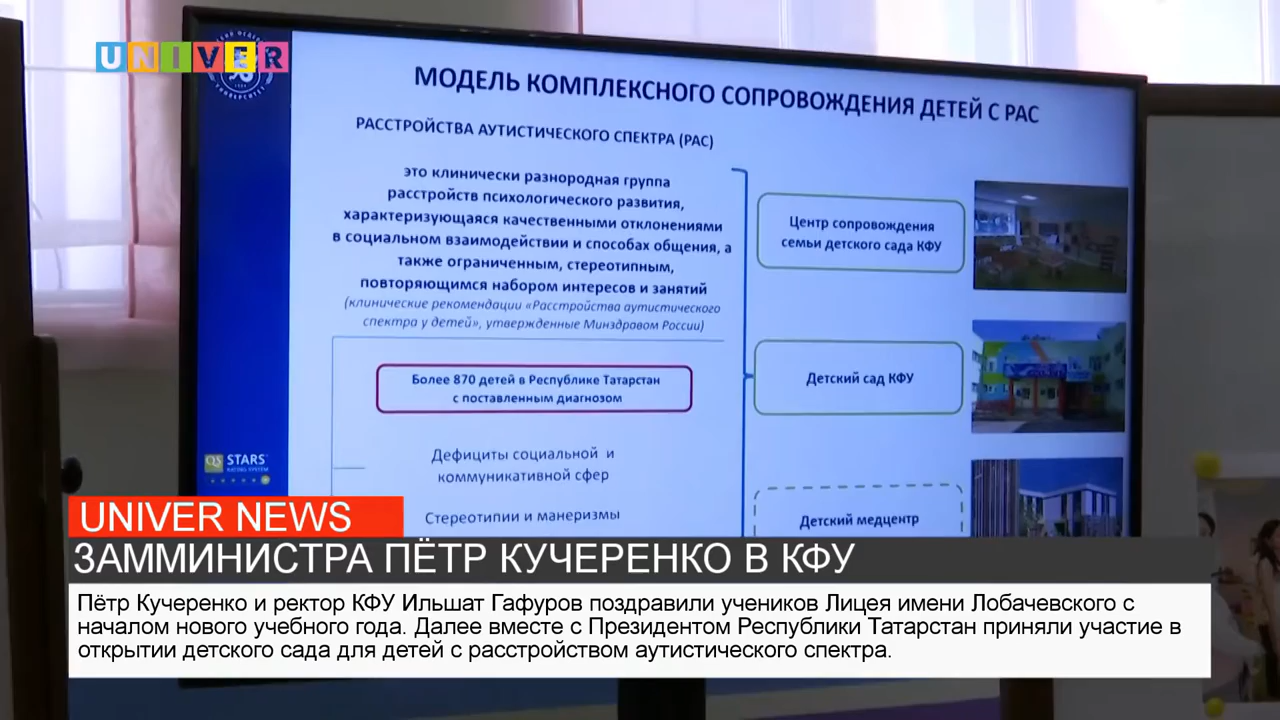 UNIVER
УНИВЕРСИТЕТ
МОДЕЛЬ КОМПЛЕКСНОГО СОПРОВОЖДЕНИЯ ДЕТЕЙ С РАС
РАССТРОЙСТВА АУТИСТИЧЕСКОГО СПЕКТРА (РАС)
это клинически разнородная группа
расстройств психологического развития,
характеризующаяся качественными отклонениями
в социальном взаимодействии и способах общения, а
также ограниченным, стереотипным,
повторяющимся набором интересов и занятий
(клинические рекомендации «Расстройства аутистического
спектра у детей», утвержденные Минздравом России)
Более 870 детей в Республике Татарстан
с поставленным диагнозом
Дефициты социальной и
коммуникативной сфер
Стереотипии и манеризмы
Центр сопровождения
семьи детского сада КФУ
Детский сад КФУ
Детский медцентр
QS STARS
RATING SYSTEM
UNIVER NEWS
ЗАММИНИСТРА ПЁТР КУЧЕРЕНКО В КФУ
Пётр Кучеренко и ректор КФУ Ильшат Гафуров поздравили учеников Лицея имени Лобачевского с
началом нового учебного года. Далее вместе с Президентом Республики Татарстан приняли участие в
открытии детского сада для детей с расстройством аутистического спектра.